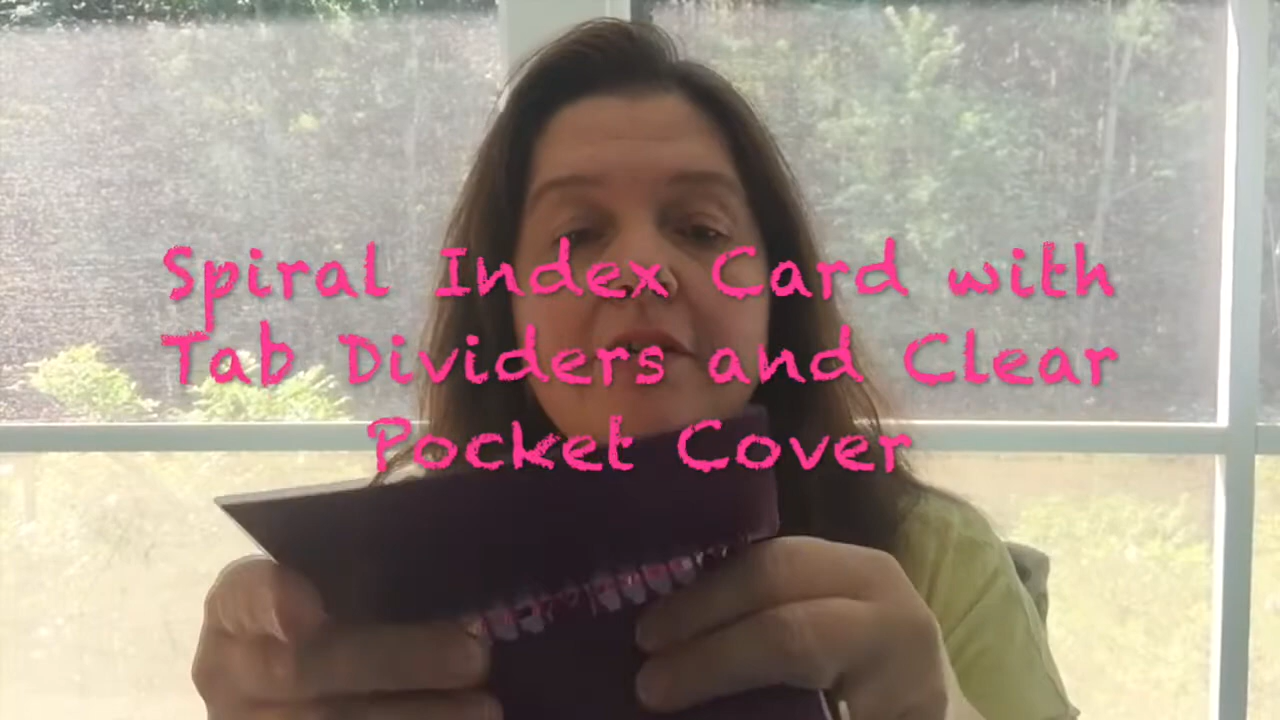 Spiral Index Card with
Tab Dividers and Clear
Pocket Cover